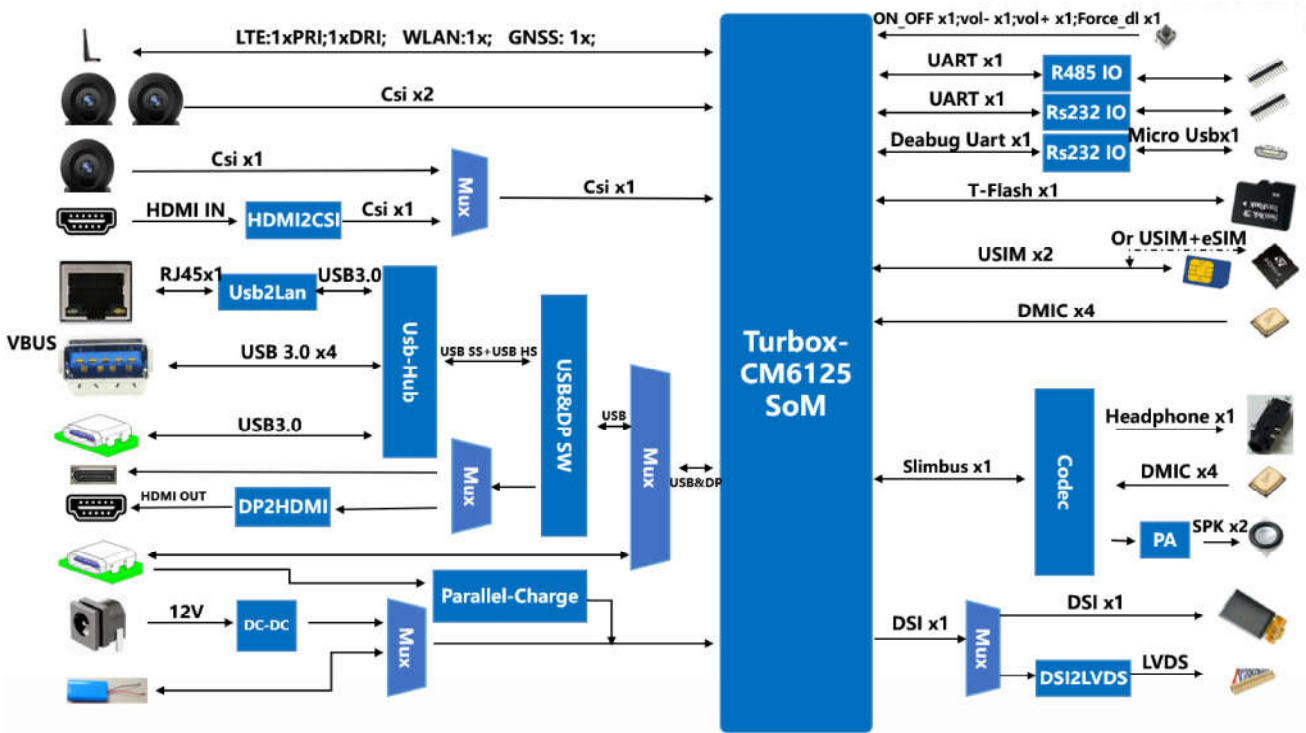 ON_OFF x1;vol- x1;vol+ x1;Force_dl x1
LTE:1xPRI;1xDRI; WLAN:1x; GNSS: 1x;
UART x1
R485 IO
Csi x2
UART x1
Rs232 IO
Deabug Uart x1
Rs232 IO
Micro Usbx1
Csi x1
Mux
Csi x1
T-Flash x1
HDMI IN
HDMI2CSI
Csi x1
Or USIM+eSIM
USIM x2
RJ45x1
Usb2Lan
USB3.0
DMIC x4
VBUS
USB 3.0 x4
Usb-Hub
USB SS+USB HS
USB&DP SW
Turbox-
CM6125
SoM
USB3.0
USB
Mux
USB&DP
Mux
HDMI OUT
DP2HDMI
Headphone x1
Slimbus x1
Codec
DMIC x4
PA
SPK x2
Parallel-Charge
12V
DC-DC
Mux
DSI x1
Mux
DSI x1
DSI2LVDS
LVDS